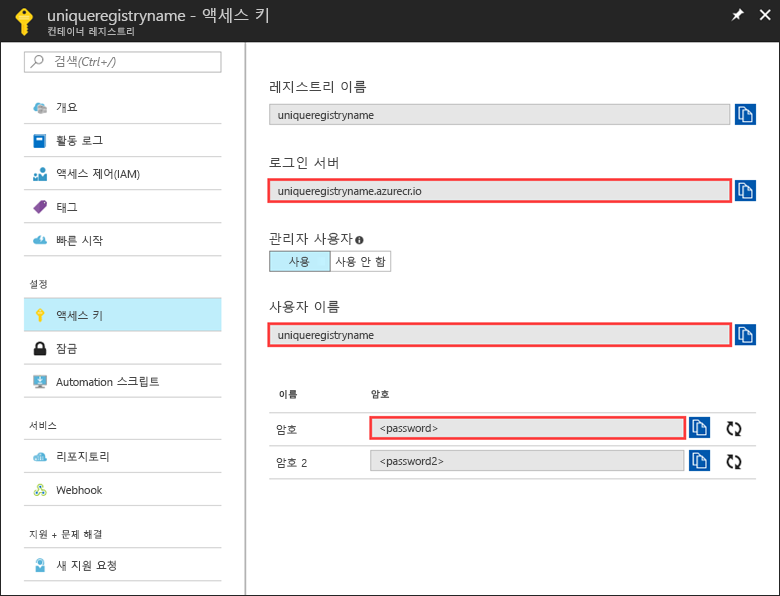 uniqueregistryname - 액세스 키
컨테이너 레지스트리
검색(Ctrl+/)
개요
활동 로그
액세스 제어(IAM)
태그
빠른 시작
설정
액세스 키
잠금
Automation 스크립트
서비스
리포지토리
Webhook
지원 + 문제 해결
새 지원 요청
레지스트리 이름
uniqueregistryname
로그인 서버
uniqueregistryname.azurecr.io
관리자 사용자
사용 사용 안 함
사용자 이름
uniqueregistryname
이름 암호
암호 <password>
암호 2 <password2>